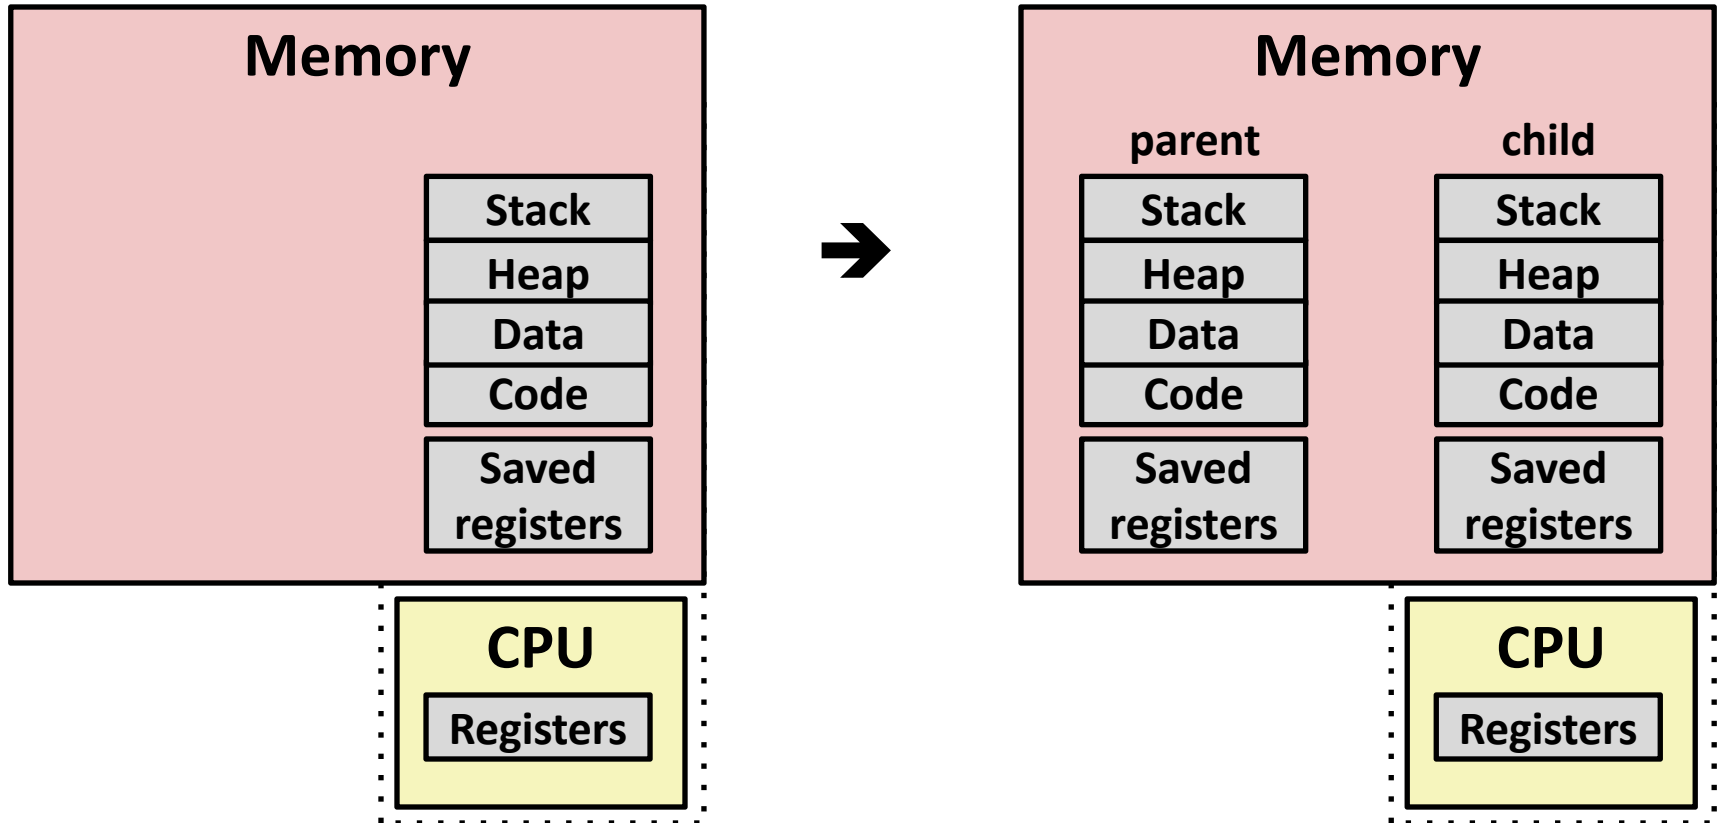 Memory
Stack
Heap
Data
Code
Saved
registers
CPU
Registers
Memory
parent
child
Stack
Stack
Heap
Heap
Data
Data
Code
Code
Saved
registers
Saved
registers
CPU
Registers